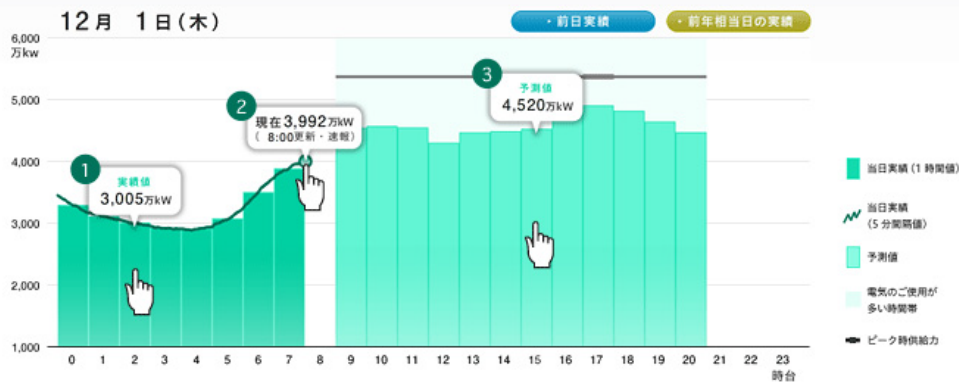 12月 1日(木)
・前日実績
・前年相当日の実績
6,000
万kw
5,000
4,000
3,000
2,000
1,000
1
実績値
3,005万kW
2
現在3,992万kW
( 8:00更新・速報)
3
予測値
4,520万kW
0 1 2 3 4 5 6 7 8 9 10 11 12 13 14 15 16 17 18 19 20 21 22 23
時台
当日実績(1時間値)
当日実績
(5分間隔値)
予測値
電気のご使用が
多い時間帯
ピーク時供給力